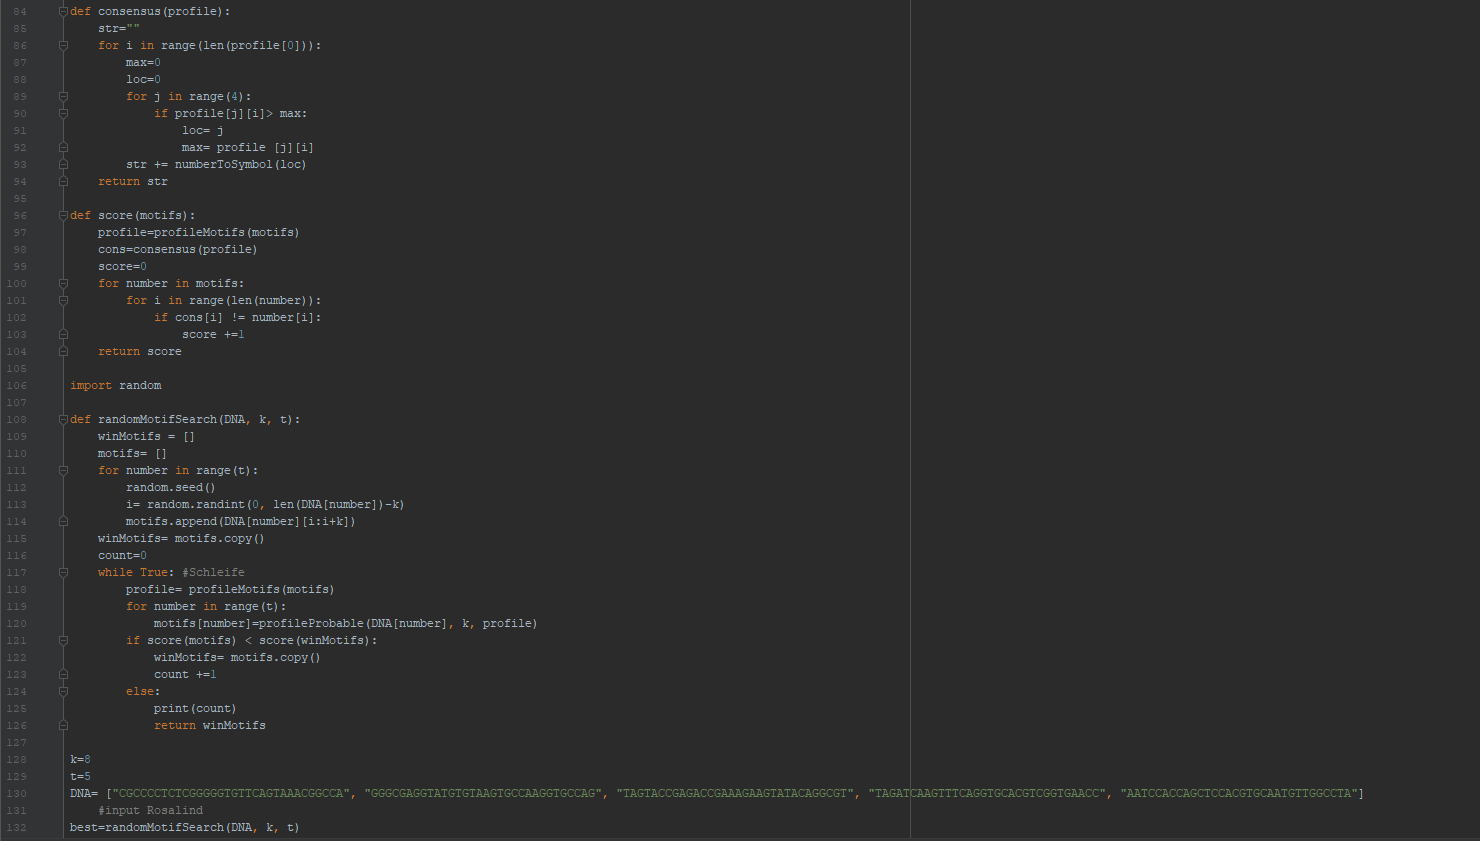 84 def consensus(profile):
85 str=""
86 for i in range(len(profile[0])):
87 max=0
88 loc=0
89 for j in range(4):
90 if profile[j][i]> max:
91 loc= j
92 max= profile [j][i]
93 str += numberToSymbol(loc)
94 return str
95
96 def score(motifs):
97 profile=profileMotifs(motifs)
98 cons=consensus(profile)
99 score=0
100 for number in motifs:
101 for i in range(len(number)):
102 if cons[i] != number[i]:
103 score +=1
104 return score
105
106 import random
107
108 def randomMotifSearch(DNA, k, t):
109 winMotifs = []
110 motifs= []
111 for number in range(t):
112 random.seed()
113 i= random.randint(0, len(DNA[number])-k)
114 motifs.append(DNA[number][i:i+k])
115 winMotifs= motifs.copy()
116 count=0
117 while True: #Schleife
118 profile= profileMotifs(motifs)
119 for number in range(t):
120 motifs[number]=profileProbable(DNA[number], k, profile)
121 if score(motifs) < score(winMotifs):
122 winMotifs= motifs.copy()
123 count +=1
124 else:
125 print(count)
126 return winMotifs
127
128 k=8
129 t=5
130 DNA= ["CGCCCCTCTCGGGGGTGTTCAGTAAACGGCCA", "GGGCGAGGTATGTGTAAGTGCCAAGGTGCCAG", "TAGTACCGAGACCGAAAGAAGTATACAGGCGT", "TAGATCAAGTTTCAGGTGCACGTCGGTGAACC", "AATCCACCAGCTCCACGTGCAATGTTGGCCTA"]
131 #input Rosalind
132 best=randomMotifSearch(DNA, k, t)